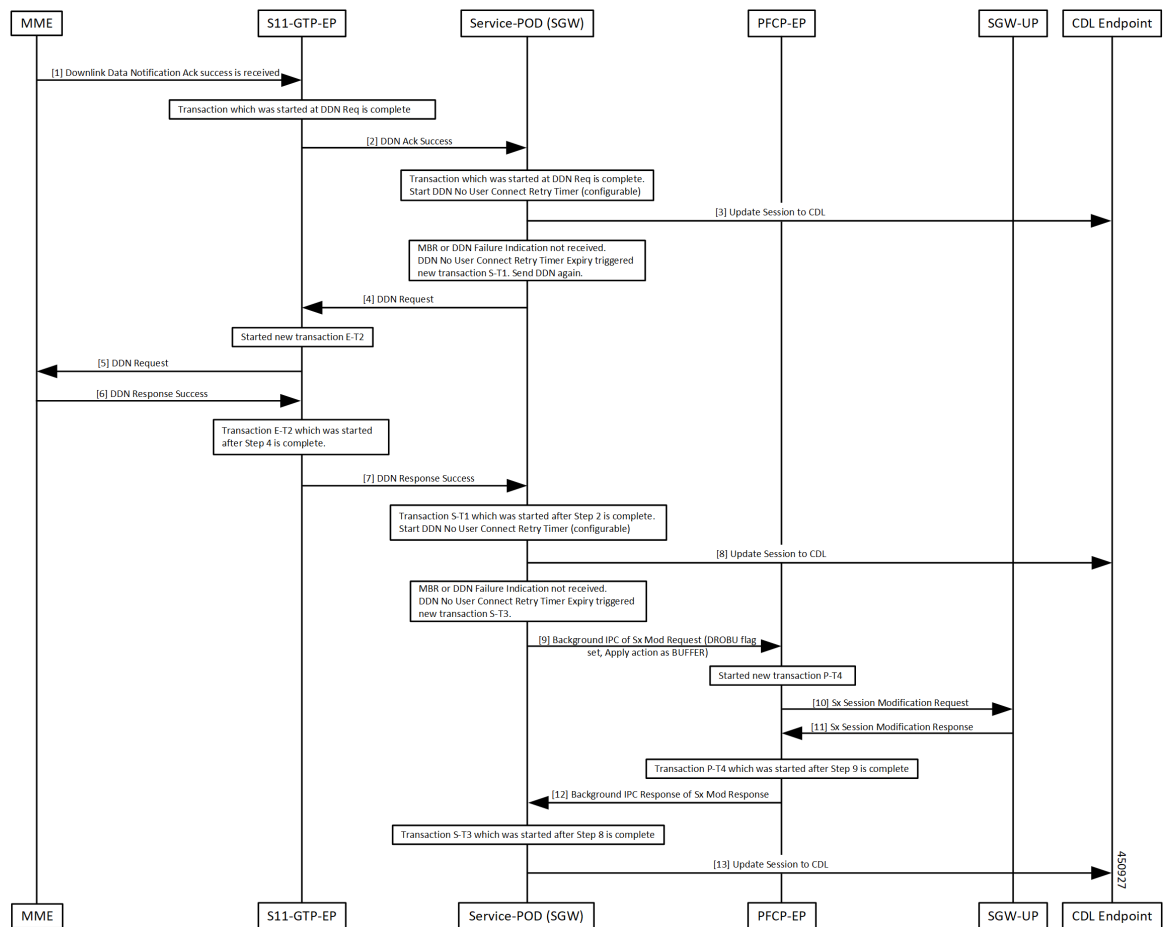 MME
S11-GTP-EP
Service-POD (SGW)
PFCP-EP
SGW-UP
CDL Endpoint
[1] Downlink Data Notification Ack success is received
Transaction which was started at DDN Req is complete
[2] DDN Ack Success
Transaction which was started at DDN Req is complete.
Start DDN No User Connect Retry Timer (configurable)
[3] Update Session to CDL
MBR or DDN Failure Indication not received.
DDN No User Connect Retry Timer Expiry triggered
new transaction S-T1. Send DDN again.
[4] DDN Request
Started new transaction E-T2
[5] DDN Request
[6] DDN Response Success
Transaction E-T2 which was started
after Step 4 is complete.
[7] DDN Response Success
Transaction S-T1 which was started after Step 2 is complete.
Start DDN No User Connect Retry Timer (configurable)
[8] Update Session to CDL
MBR or DDN Failure Indication not received.
DDN No User Connect Retry Timer Expiry triggered
new transaction S-T3.
[9] Background IPC of Sx Mod Request (DROBU flag
set, Apply action as BUFFER)
Started new transaction P-T4
[10] Sx Session Modification Request
[11] Sx Session Modification Response
Transaction P-T4 which was started after Step 9 is complete
[12] Background IPC Response of Sx Mod Response
Transaction S-T3 which was started after Step 8 is complete
[13] Update Session to CDL
450927
MME
S11-GTP-EP
Service-POD (SGW)
PFCP-EP
SGW-UP
CDL Endpoint